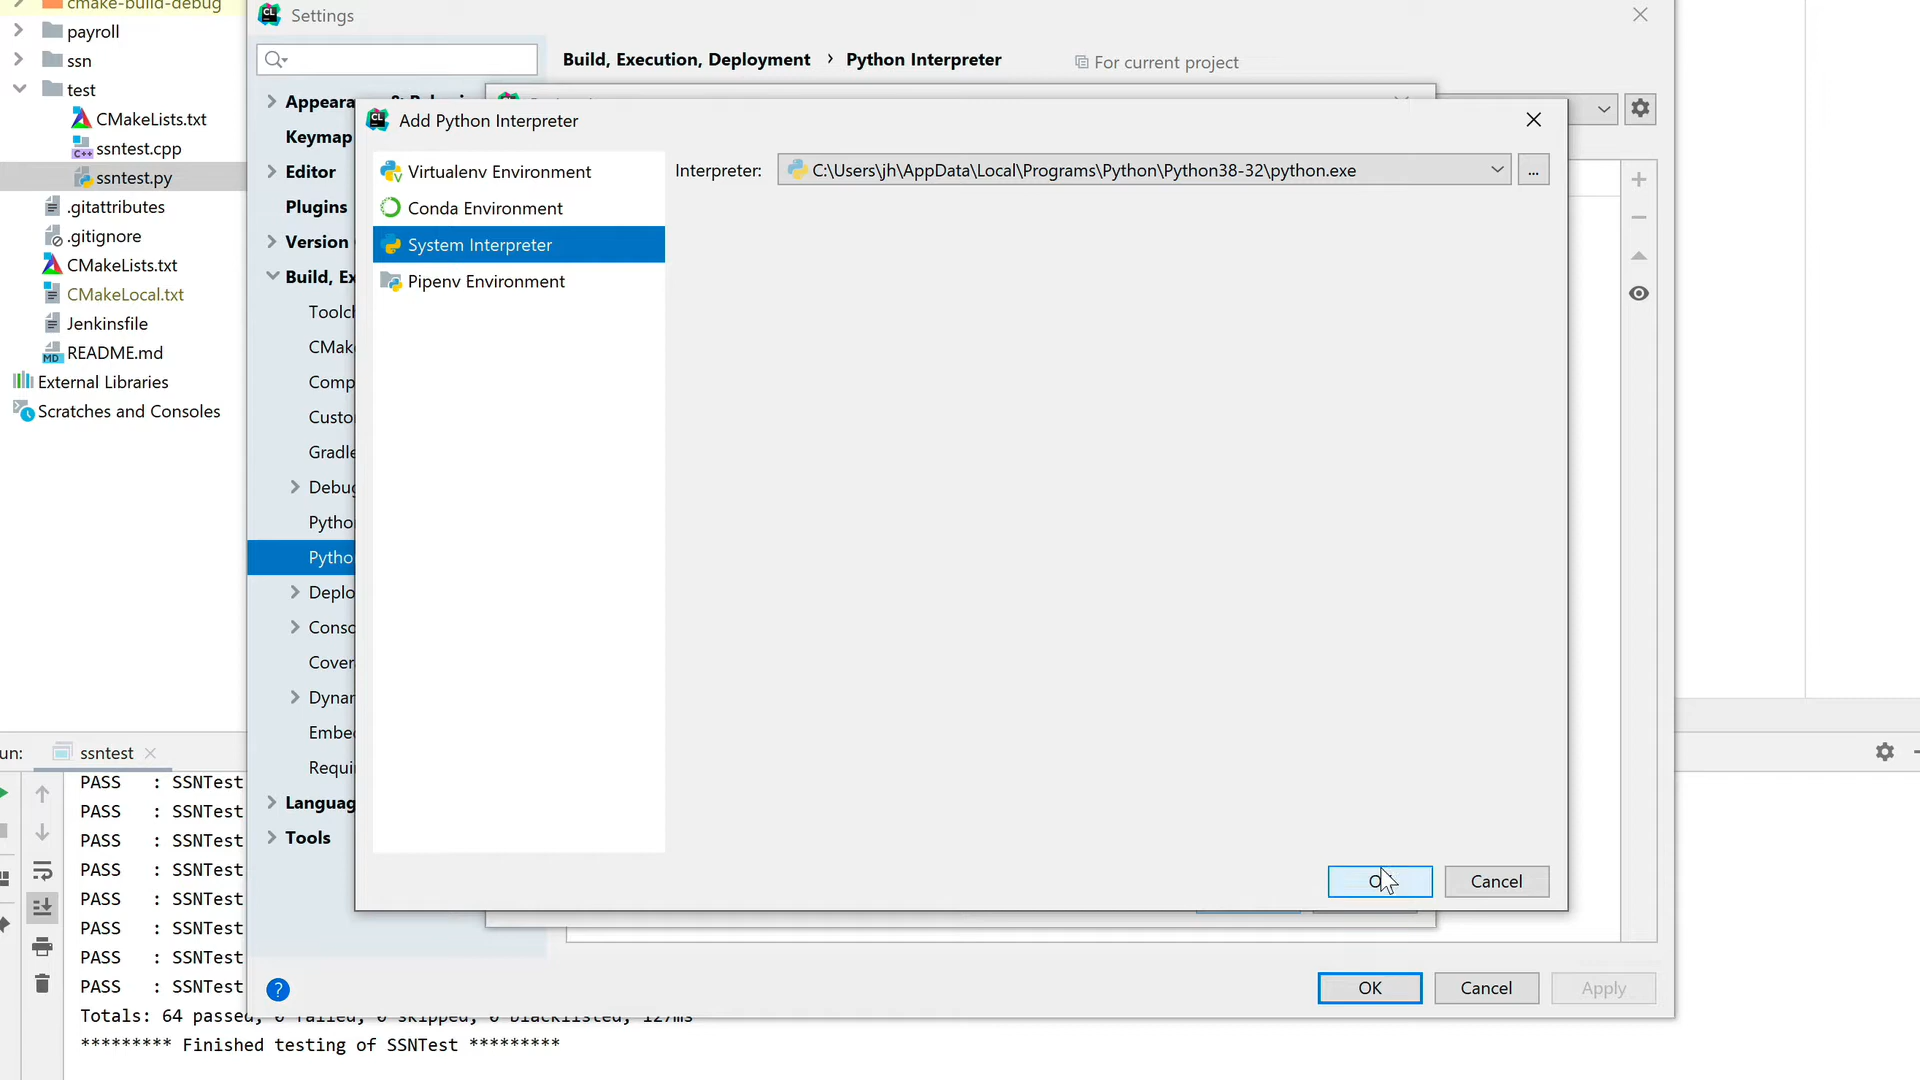 cmake-build-debug
payroll
ssn
test
CMakeLists.txt
ssntest.cpp
ssntest.py
.gitattributes
.gitignore
CMakeLists.txt
CMakeLocal.txt
Jenkinsfile
README.md
External Libraries
Scratches and Consoles
Settings
Build, Execution, Deployment › Python Interpreter
For current project
Appeara
Keymap
Editor
Plugins
Version
Build, Ex
Toolch
CMak
Comp
Custo
Gradle
Debug
Pytho
Pytho
Deplo
Conso
Cover
Dynar
Embe
Requi
Languag
Tools
Add Python Interpreter
Virtualenv Environment
Conda Environment
System Interpreter
Pipenv Environment
Interpreter: C:\Users\jh\AppData\Local\Programs\Python\Python38-32\python.exe
...
Cancel
OK
Cancel
Apply
un: ssntest
PASS : SSNTest
PASS : SSNTest
PASS : SSNTest
PASS : SSNTest
PASS : SSNTest
PASS : SSNTest
PASS : SSNTest
PASS : SSNTest
Totals: 64 passed,
********* Finished testing of SSNTest *********